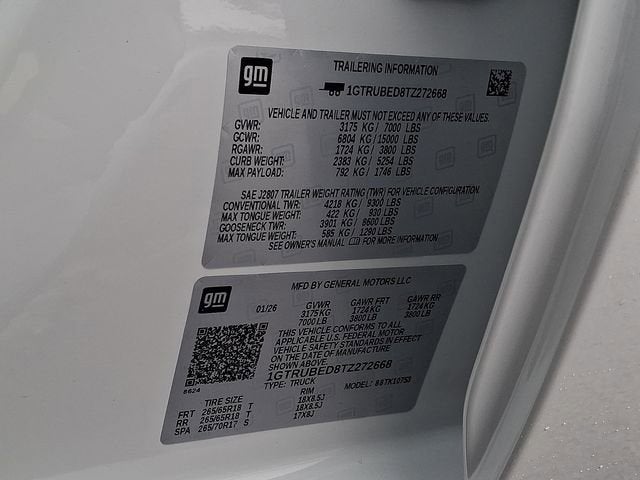 gm
TRAILERING INFORMATION
1GTRUBED8TZ272668
VEHICLE AND TRAILER MUST NOT EXCEED ANY OF THESE VALUES.
GVWR: 3175 KG / 7000 LBS
GCWR: 6804 KG / 15000 LBS
RGAWR: 1724 KG / 3800 LBS
CURB WEIGHT: 2383 KG / 5254 LBS
MAX PAYLOAD: 792 KG / 1746 LBS
SAE J2807 TRAILER WEIGHT RATING (TWR) FOR VEHICLE CONFIGURATION.
CONVENTIONAL TWR: 4218 KG / 9300 LBS
MAX TONGUE WEIGHT: 422 KG / 930 LBS
GOOSENECK TWR: 3901 KG / 8600 LBS
MAX TONGUE WEIGHT: 585 KG / 1290 LBS
SEE OWNER'S MANUAL FOR MORE INFORMATION
gm
MFD BY GENERAL MOTORS LLC
01/26 GVWR GAWR FRT GAWR RR
3175 KG 1724 KG 1724 KG
7000 LB 3800 LB 3800 LB
THIS VEHICLE CONFORMS TO ALL
APPLICABLE U.S. FEDERAL MOTOR
VEHICLE SAFETY STANDARDS IN EFFECT
ON THE DATE OF MANUFACTURE
SHOWN ABOVE.
1GTRUBED8TZ272668
8624 TYPE: TRUCK MODEL:
TIRE SIZE RIM
FRT 265/65R18 T 18X8.5J
RR 265/65R18 T 18X8.5J
SPA 265/70R17 S 17X8J